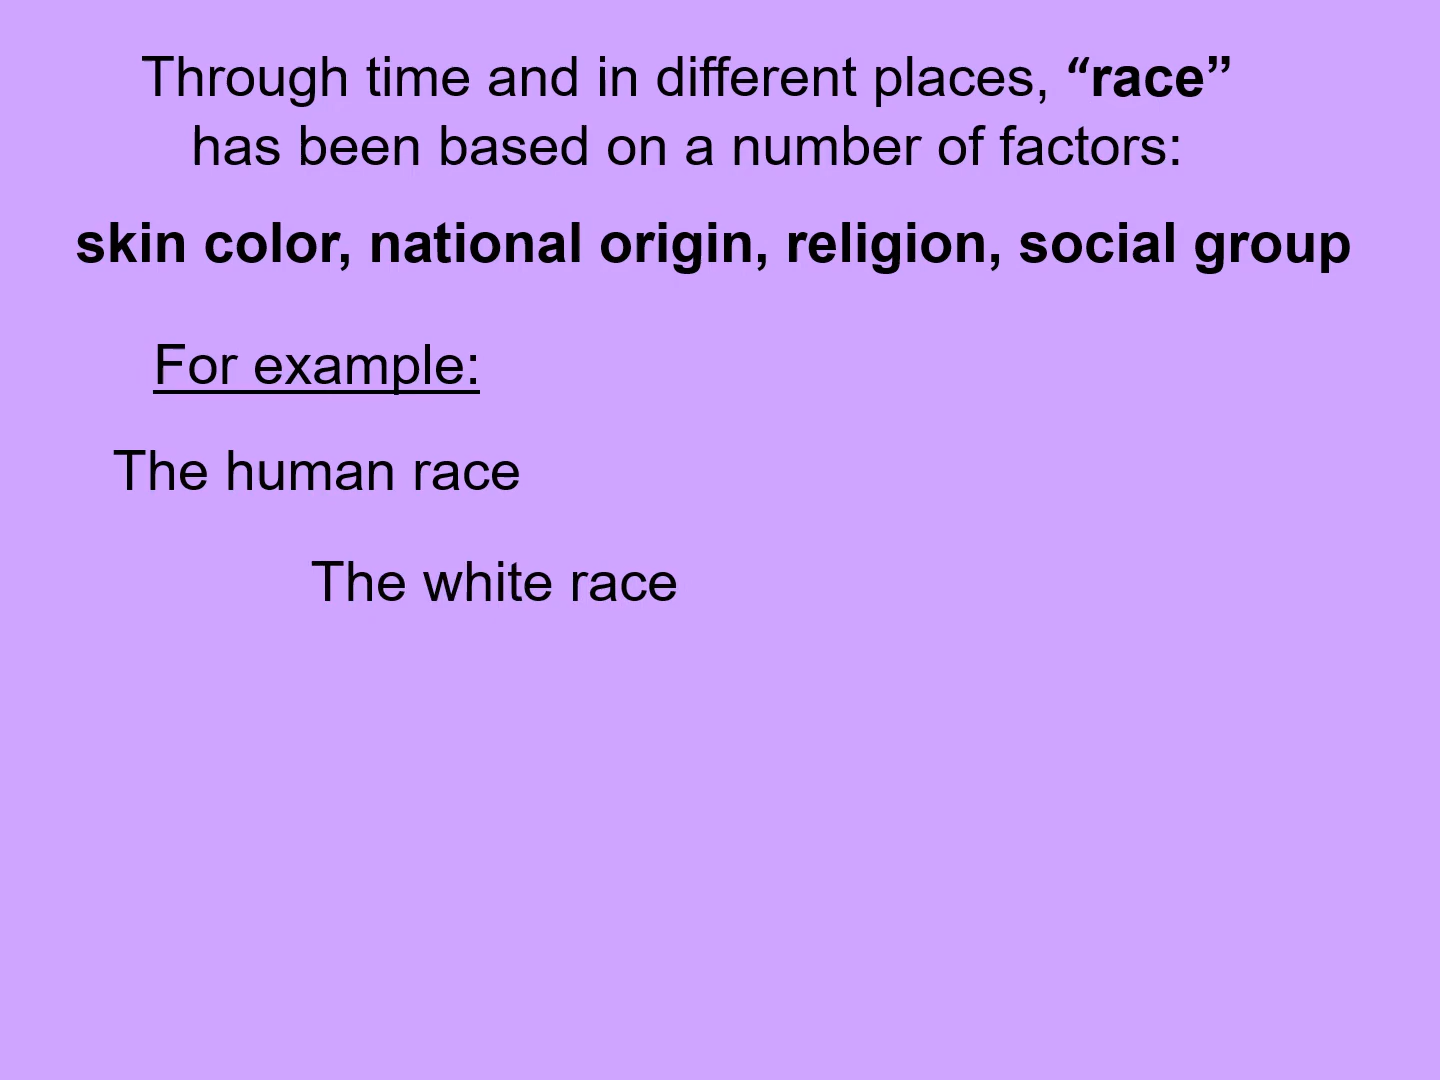 Through time and in different places, “race”
has been based on a number of factors:
skin color, national origin, religion, social group
For example:
The human race
The white race